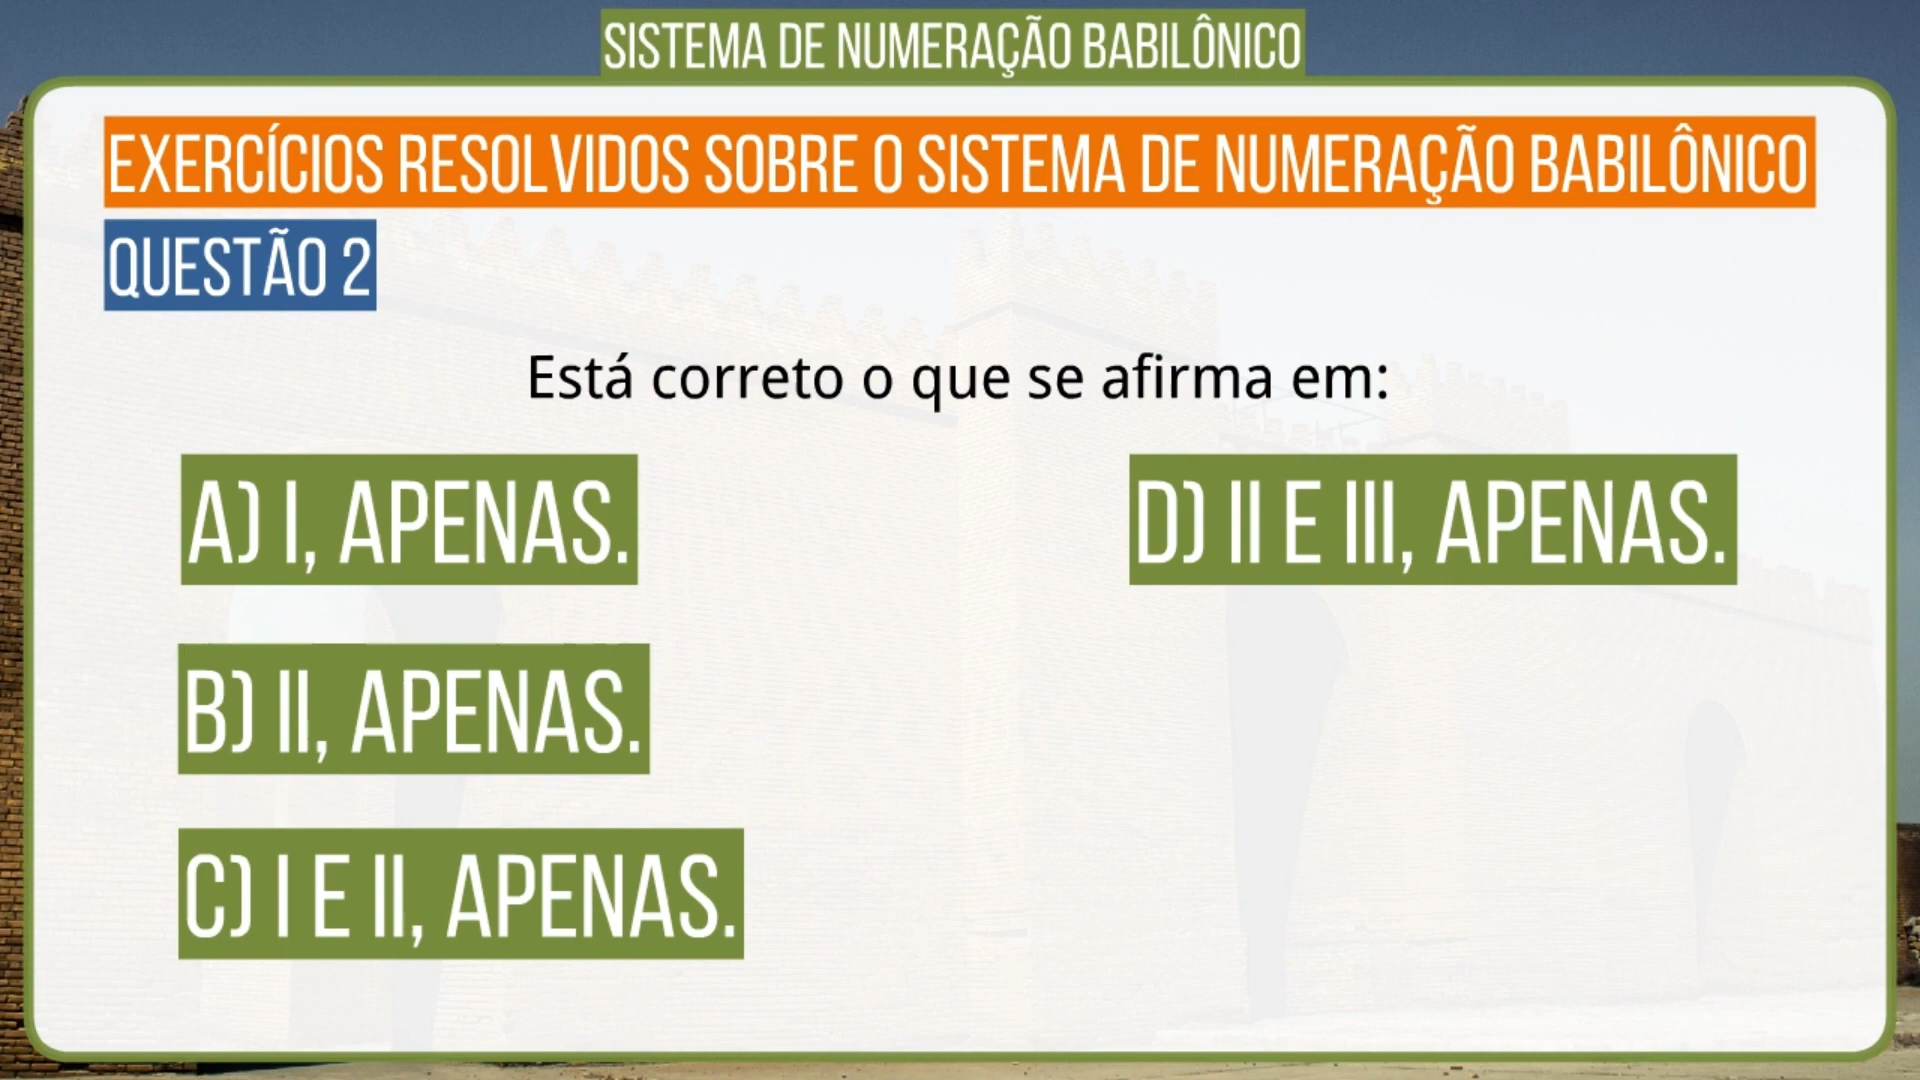 SISTEMA DE NUMERAÇÃO BABILÔNICO
EXERCÍCIOS RESOLVIDOS SOBRE O SISTEMA DE NUMERAÇÃO BABILÔNICO
QUESTÃO 2
Está correto o que se afirma em:
A) I, APENAS.
B) II, APENAS.
C) I E II, APENAS.
D) II E III, APENAS.